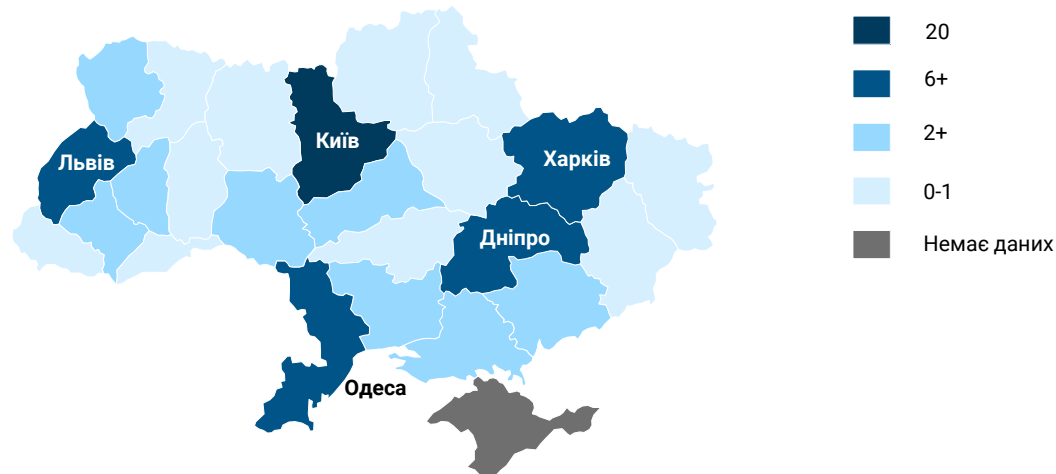 Київ
Львів
Харків
Дніпро
Одеса
20
6+
2+
0-1
Немає даних